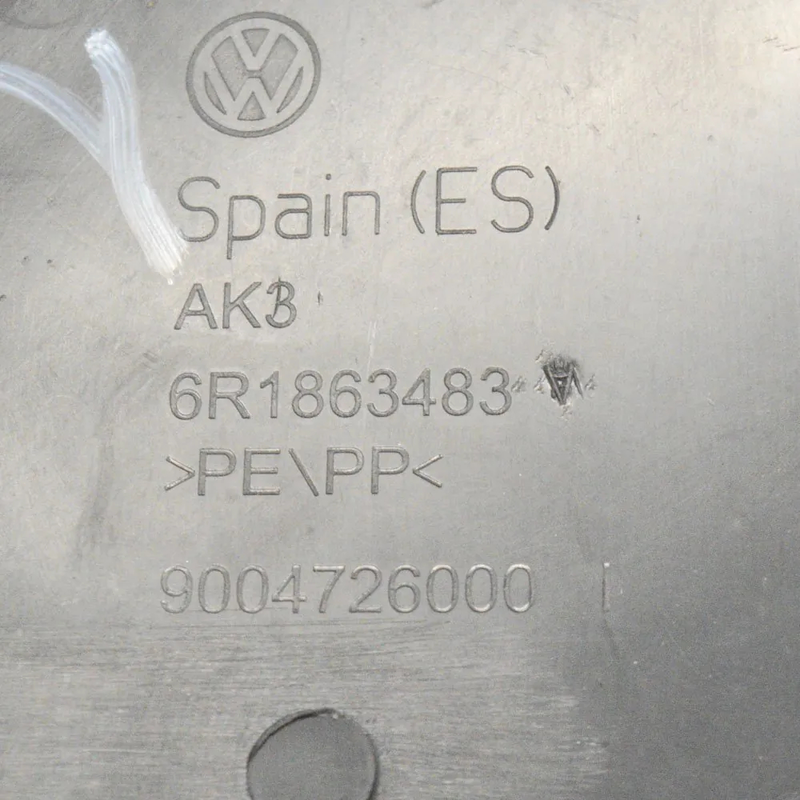 Spain (ES)
AK3
6R1863483 A
>PE\PP<
9004726000 I